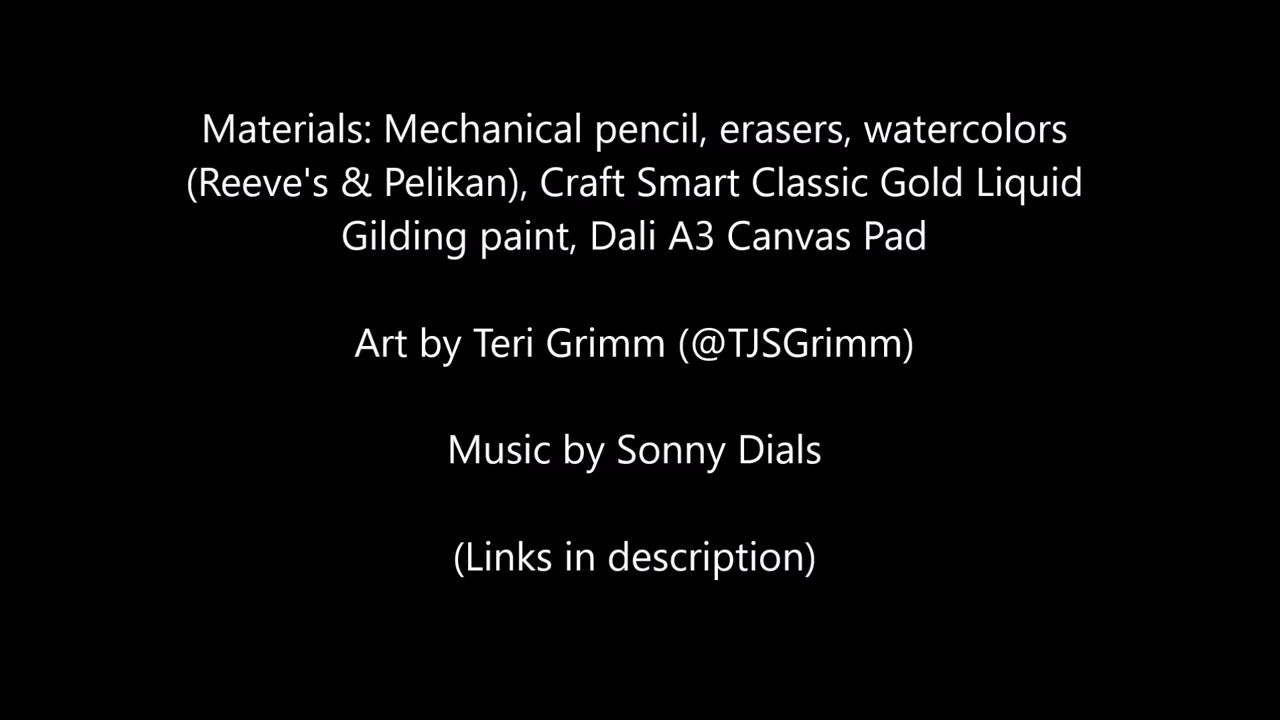 Materials: Mechanical pencil, erasers, watercolors
(Reeve's & Pelikan), Craft Smart Classic Gold Liquid
Gilding paint, Dali A3 Canvas Pad
Art by Teri Grimm (@TJSGrimm)
Music by Sonny Dials
(Links in description)